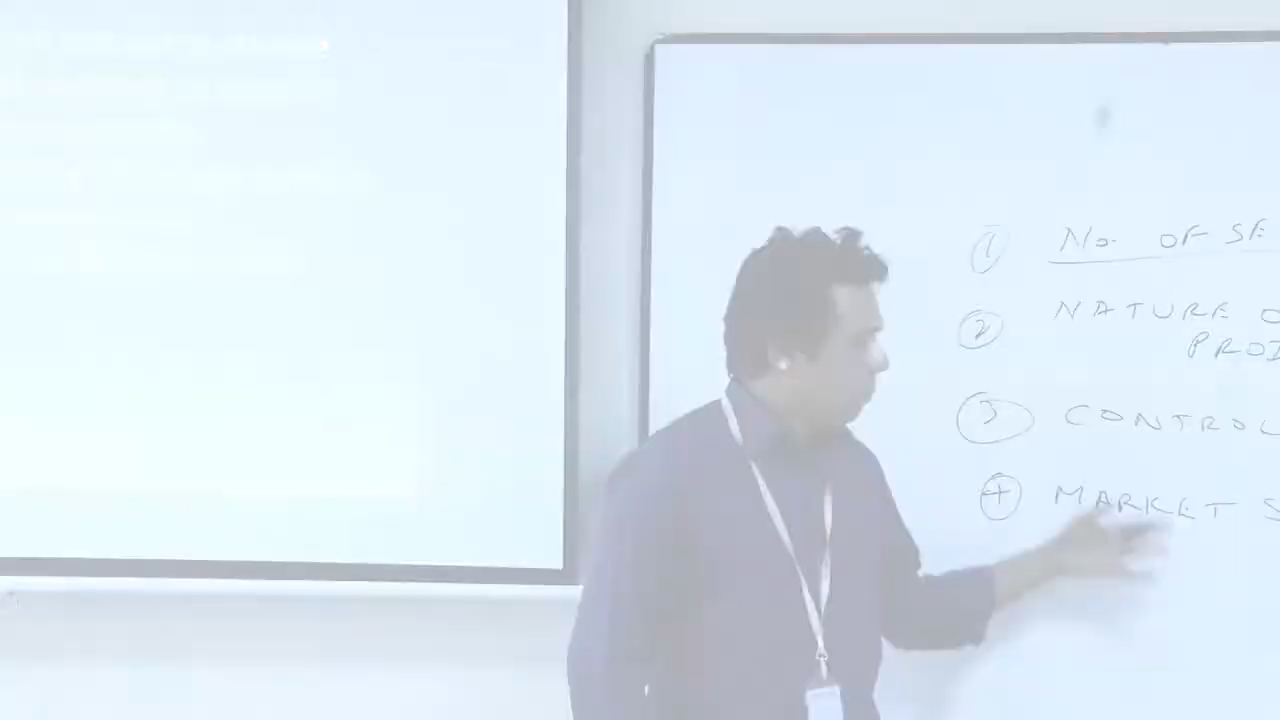 ① No. OF SE
② NATURE O
PROD
③ CONTROL
④ MARKET S